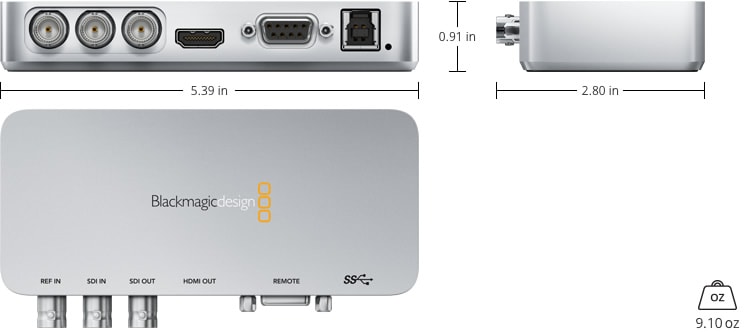 0.91 in
5.39 in
2.80 in
Blackmagicdesign
REF IN
SDI IN
SDI OUT
HDMI OUT
REMOTE
SS
OZ
9.10 oz